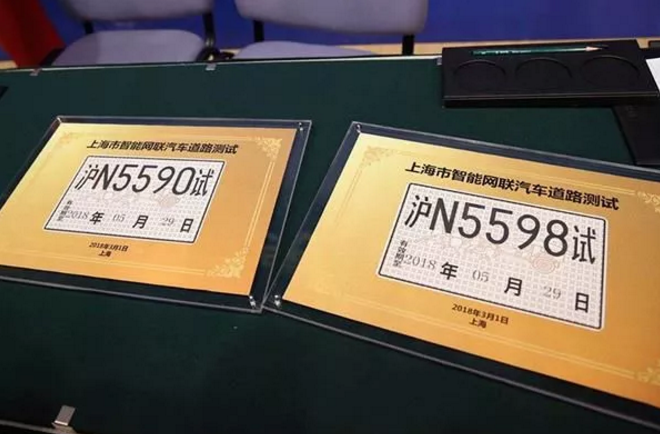 上海市智能网联汽车道路测试
沪N5590试
有效期至
2018年05月29日
2018年3月1日
上海
上海市智能网联汽车道路测试
沪N5598试
有效期至
2018年05月29日
2018年3月1日
上海